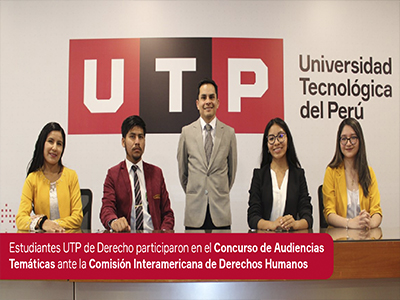 UTP
Universidad
Tecnológica
del Perú
Estudiantes UTP de Derecho participaron en el Concurso de Audiencias
Temáticas ante la Comisión Interamericana de Derechos Humanos